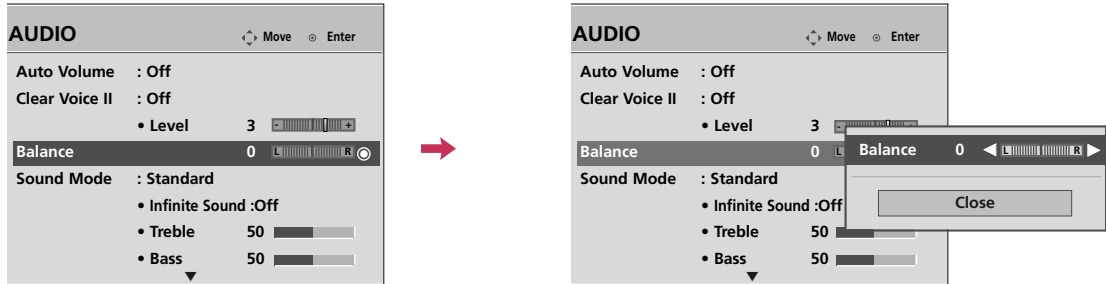 AUDIO Move Enter
Auto Volume : Off
Clear Voice II : Off
• Level 3 - +
Balance 0 L R
Sound Mode : Standard
• Infinite Sound :Off
• Treble 50
• Bass 50
AUDIO Move Enter
Auto Volume : Off
Clear Voice II : Off
• Level 3 -
Balance 0 L
Sound Mode : Standard
• Infinite Sound :Off
• Treble 50
• Bass 50
Balance 0 L R
Close